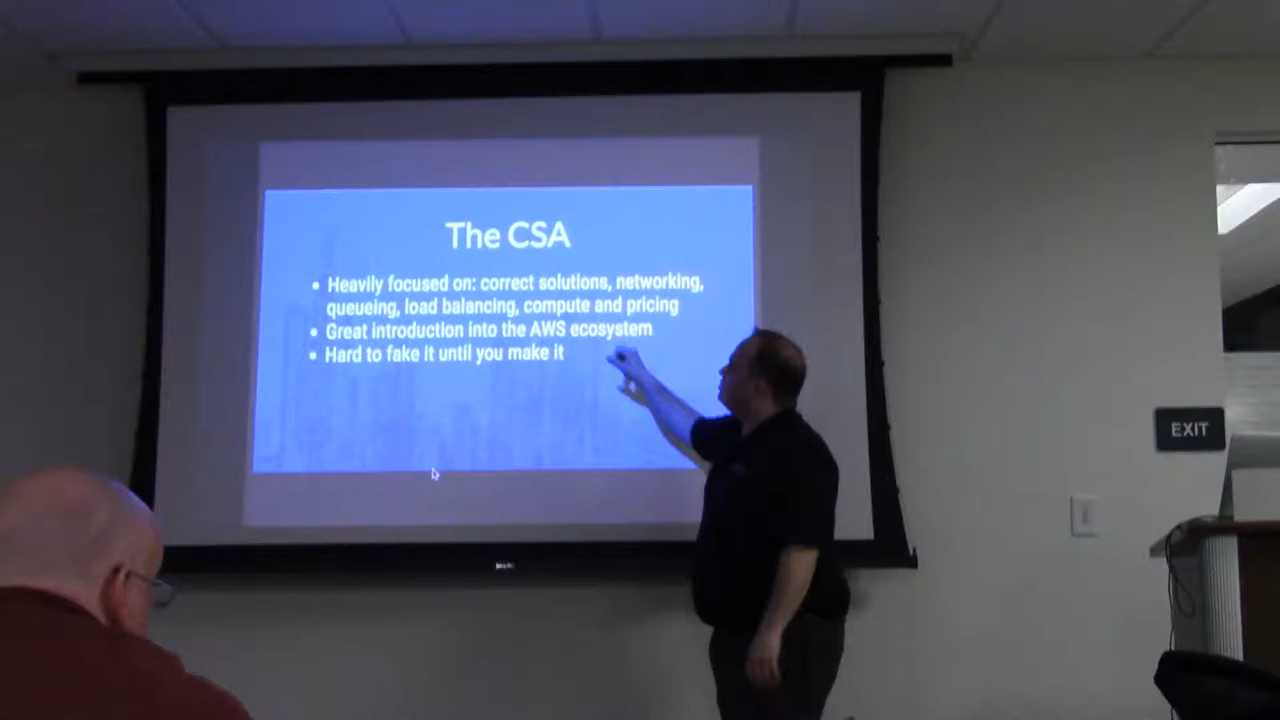 The CSA
• Heavily focused on: correct solutions, networking,
queueing, load balancing, compute and pricing
• Great introduction into the AWS ecosystem
• Hard to fake it until you make it
EXIT